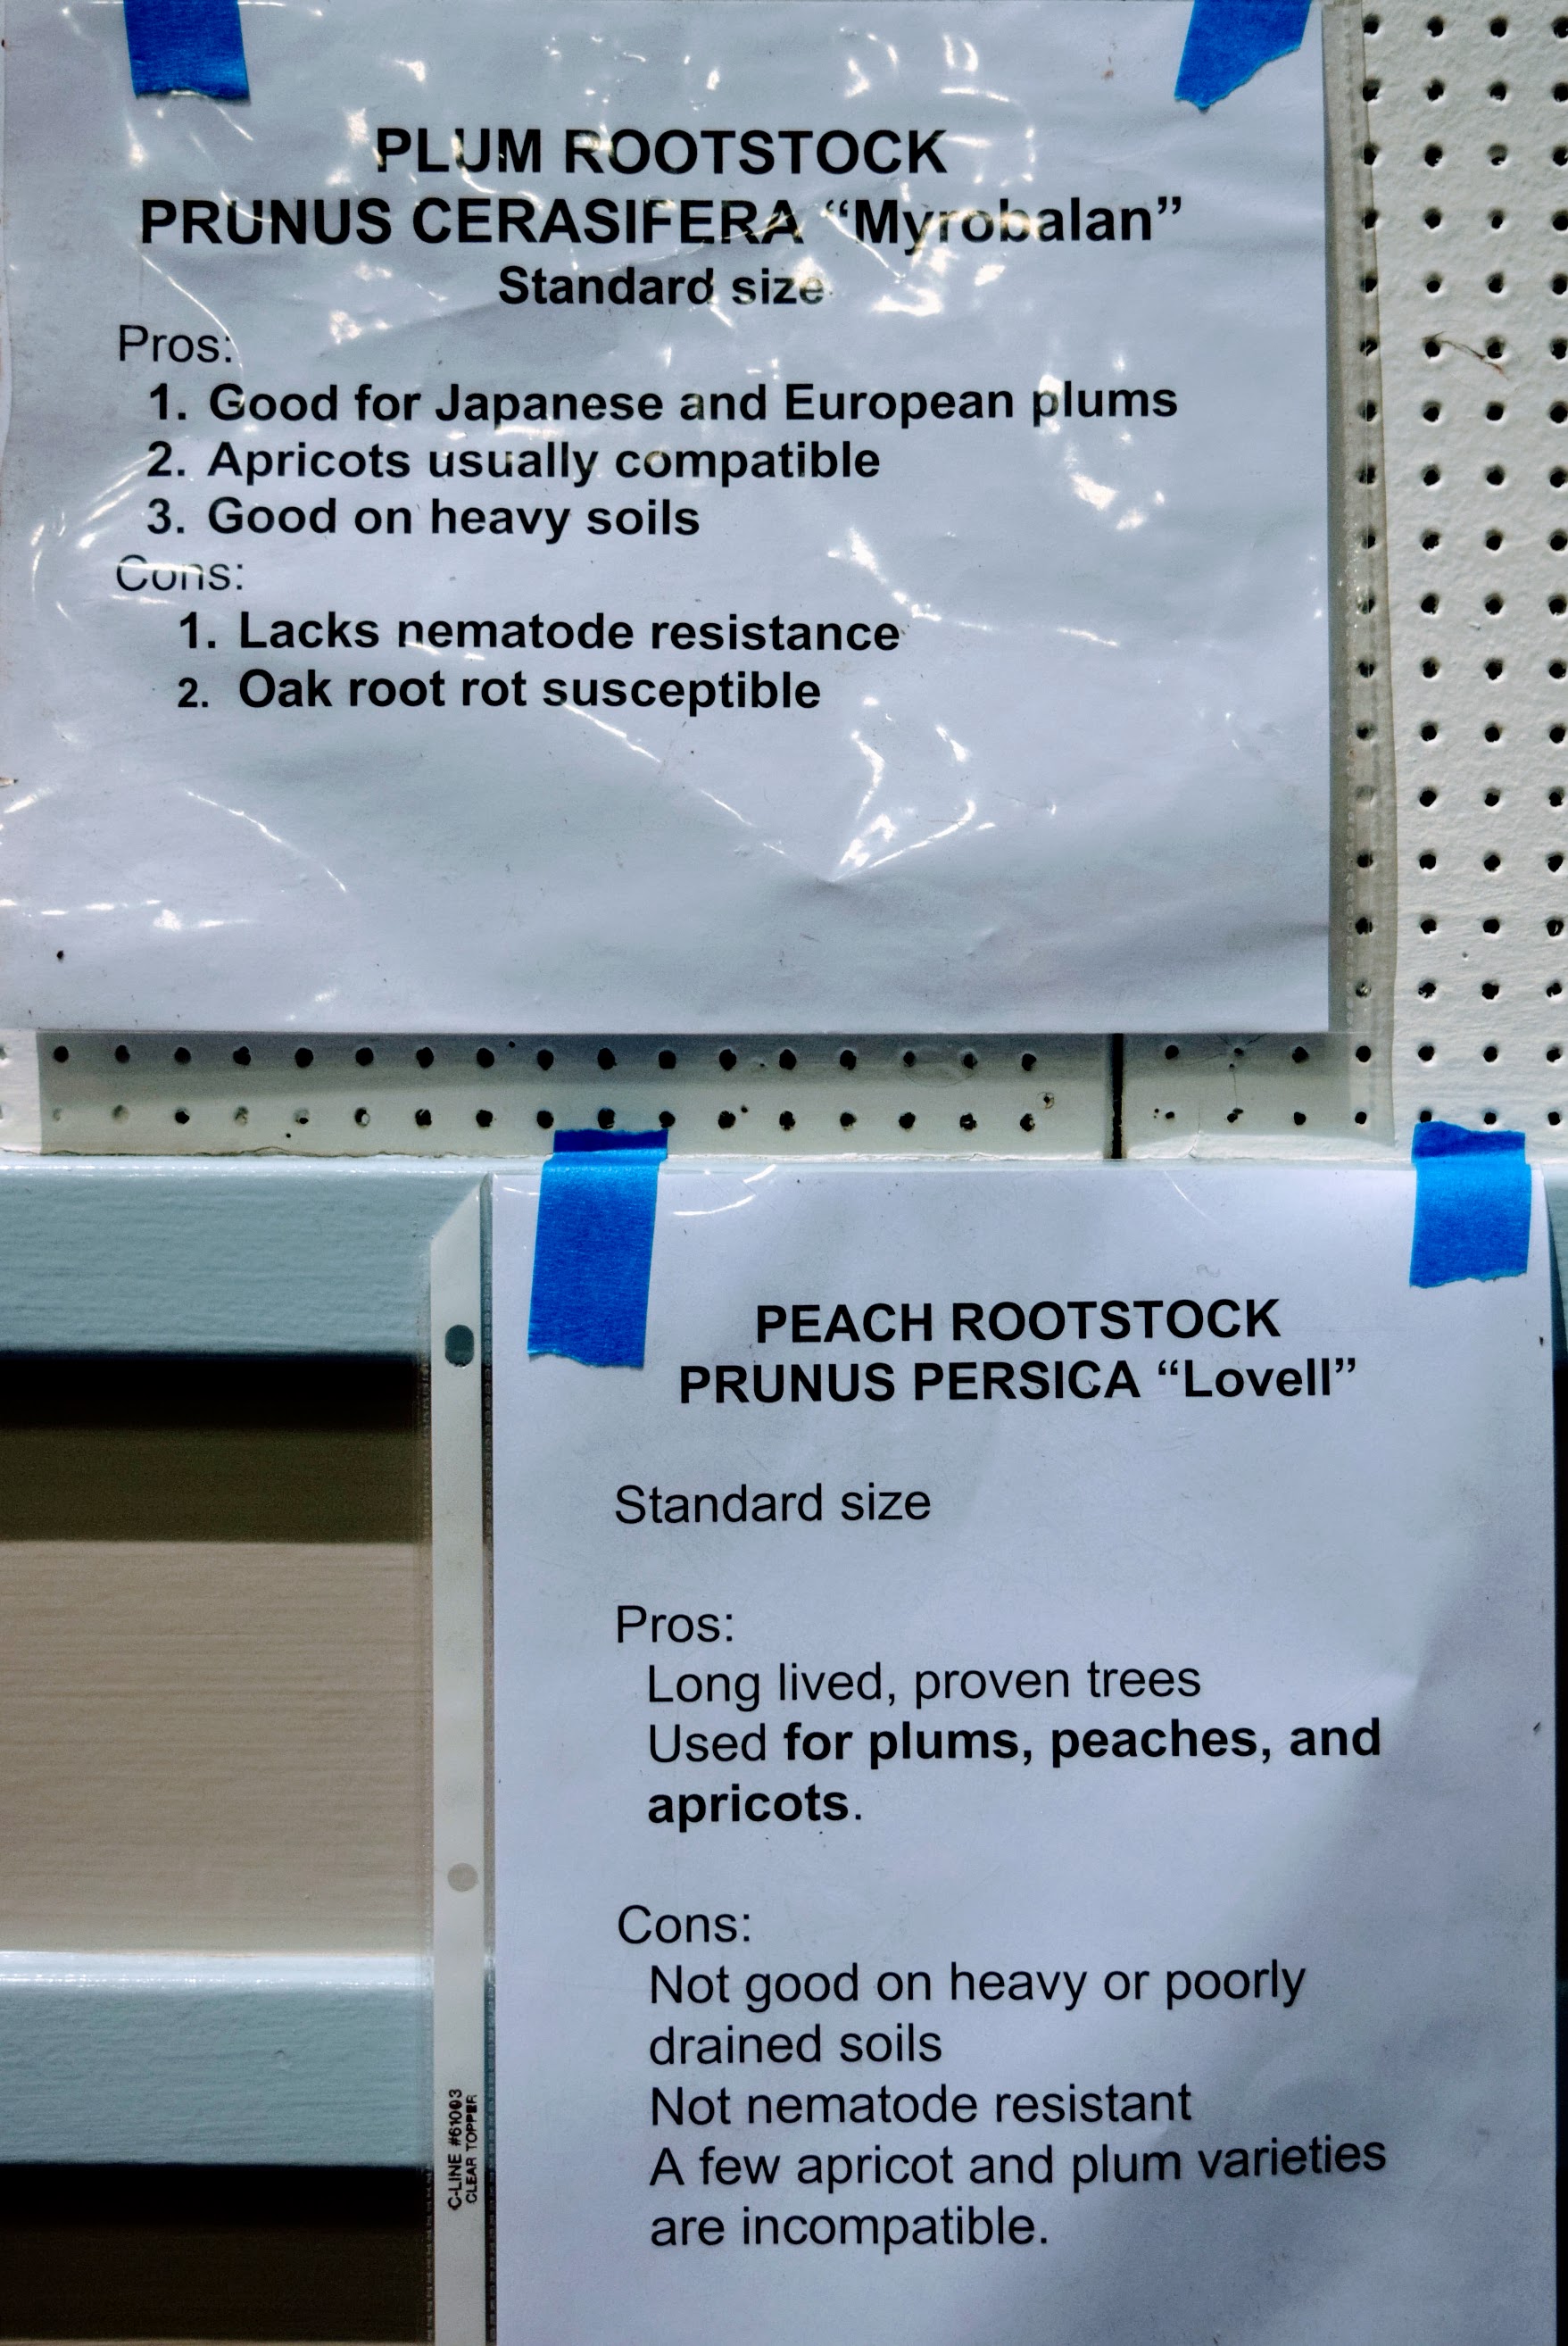 PLUM ROOTSTOCK
PRUNUS CERASIFERA “Myrobalan”
Standard size
Pros:
1. Good for Japanese and European plums
2. Apricots usually compatible
3. Good on heavy soils
Cons:
1. Lacks nematode resistance
2. Oak root rot susceptible
PEACH ROOTSTOCK
PRUNUS PERSICA “Lovell”
Standard size
Pros:
Long lived, proven trees
Used for plums, peaches, and
apricots.
Cons:
Not good on heavy or poorly
drained soils
Not nematode resistant
A few apricot and plum varieties
are incompatible.
C-LINE #61003
CLEAR TOPPER